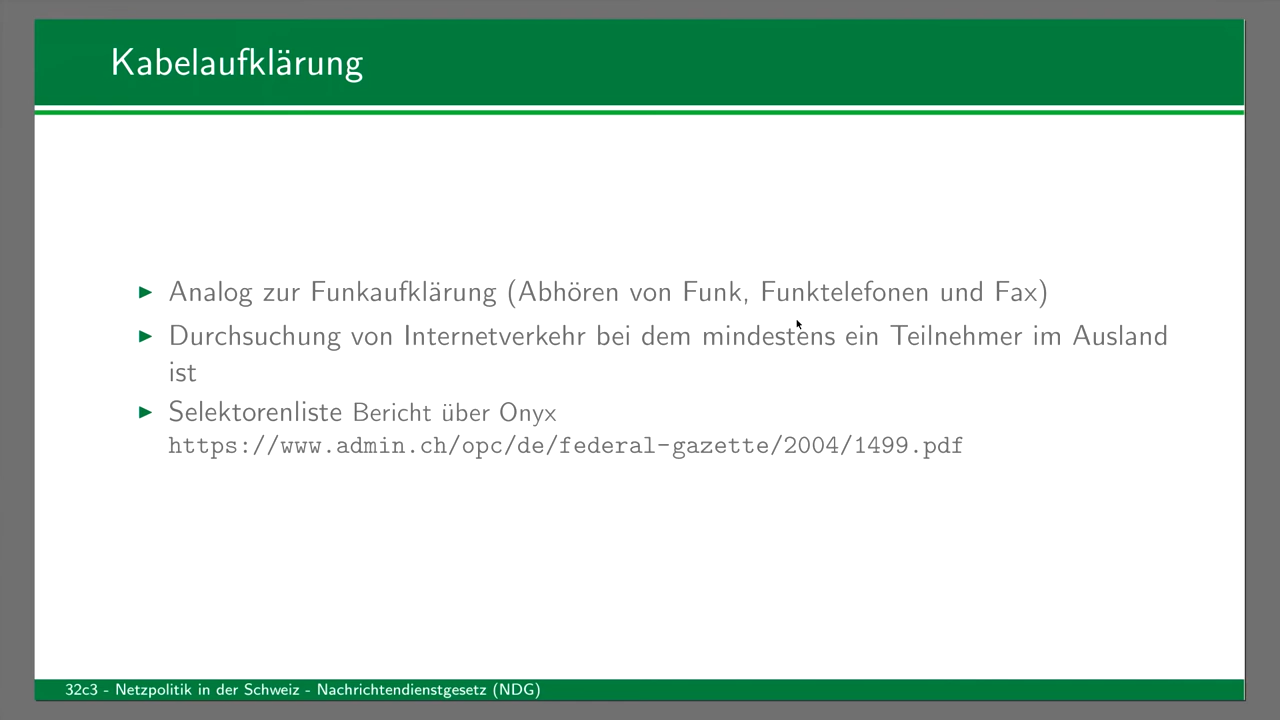 Kabelaufklärung
Analog zur Funkaufklärung (Abhören von Funk, Funktelefonen und Fax)
Durchsuchung von Internetverkehr bei dem mindestens ein Teilnehmer im Ausland
ist
Selektorenliste Bericht über Onyx
https://www.admin.ch/opc/de/federal-gazette/2004/1499.pdf
32c3 - Netzpolitik in der Schweiz - Nachrichtendienstgesetz (NDG)